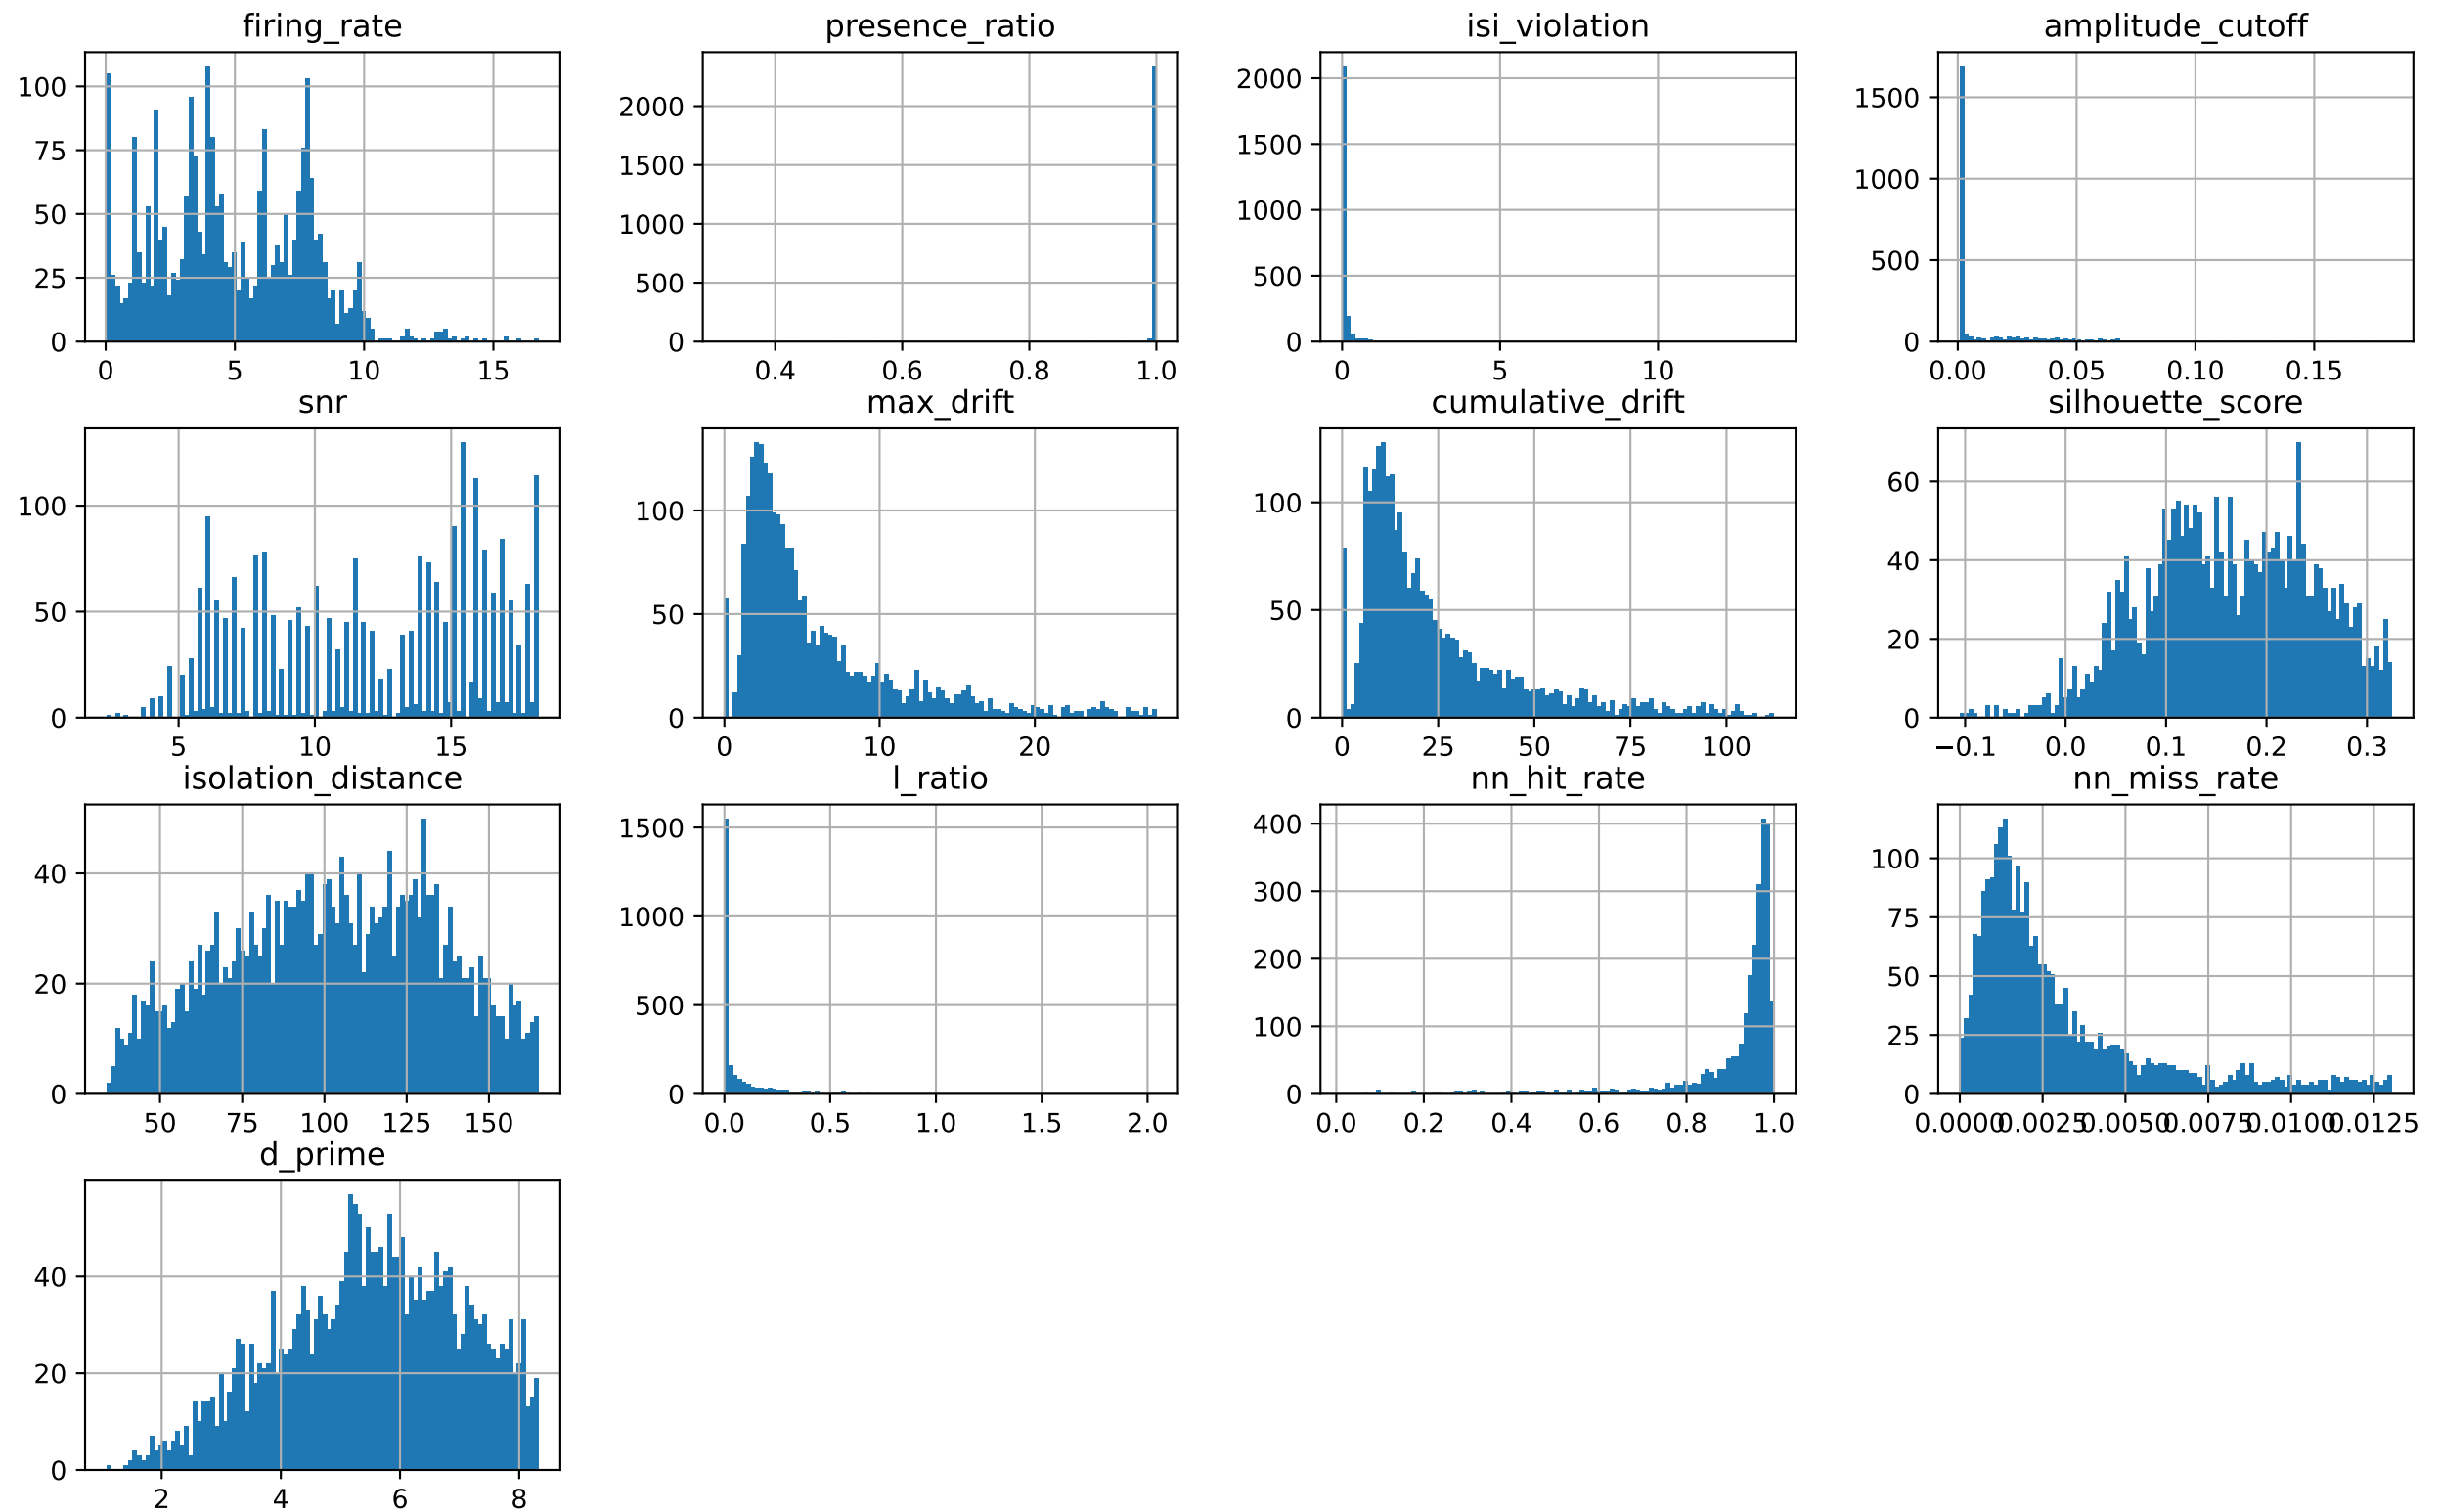 firing_rate presence_ratio isi_violation amplitude_cutoff
100 75 50 25 0
0 5 10 15
2000 1500 1000 500 0
0.4 0.6 0.8 1.0
2000 1500 1000 500 0
0 5 10
1500 1000 500 0
0.00 0.05 0.10 0.15
snr max_drift cumulative_drift silhouette_score
100 50 0
5 10 15
100 50 0
0 10 20
100 50 0
0 25 50 75 100
60 40 20 0
−0.1 0.0 0.1 0.2 0.3
isolation_distance l_ratio nn_hit_rate nn_miss_rate
40 20 0
50 75 100 125 150
1500 1000 500 0
0.0 0.5 1.0 1.5 2.0
400 300 200 100 0
0.0 0.2 0.4 0.6 0.8 1.0
100 75 50 25 0
0.0000 0.0025 0.0050 0.0075 0.0100 0.0125
d_prime
40 20 0
2 4 6 8